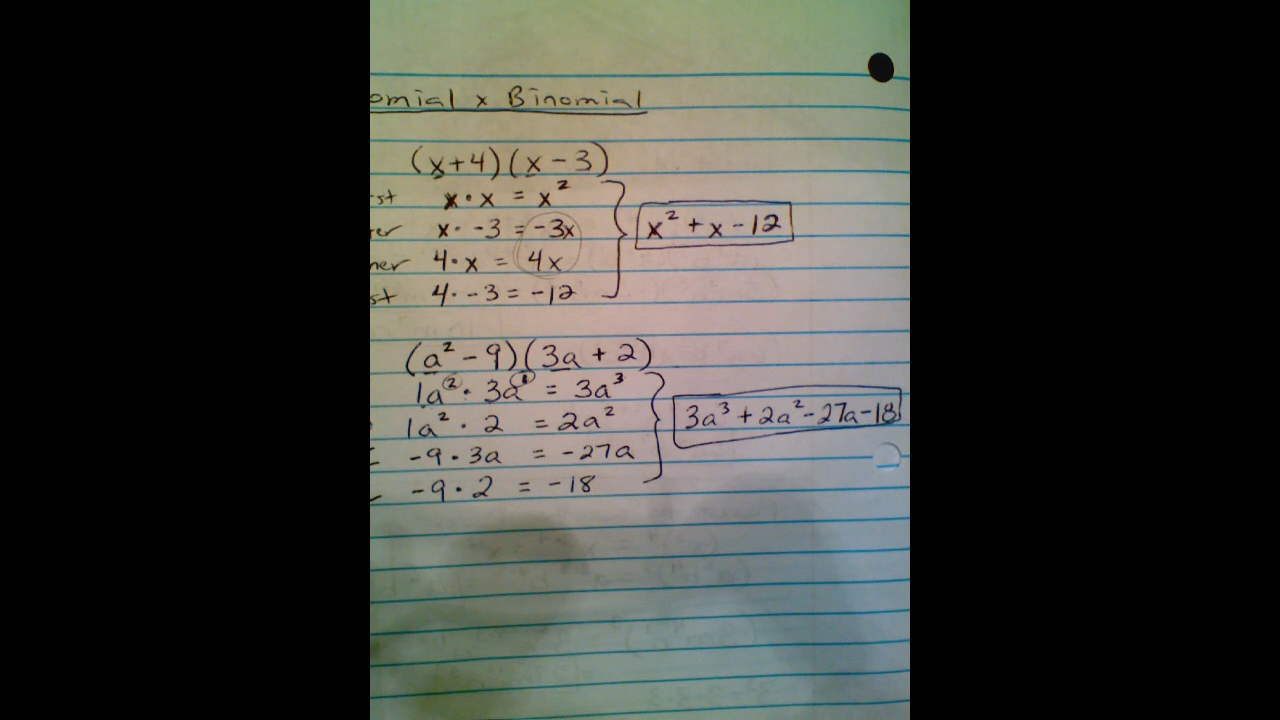 omial x Binomial
(x+4)(x-3)
st x·x = x²
er x·-3 = -3x
ner 4·x = 4x
st 4·-3 = -12
x² + x - 12
(a² - 9)(3a + 2)
1a²·3a¹ = 3a³
1a²·2 = 2a²
-9·3a = -27a
-9·2 = -18
3a³ + 2a² - 27a - 18